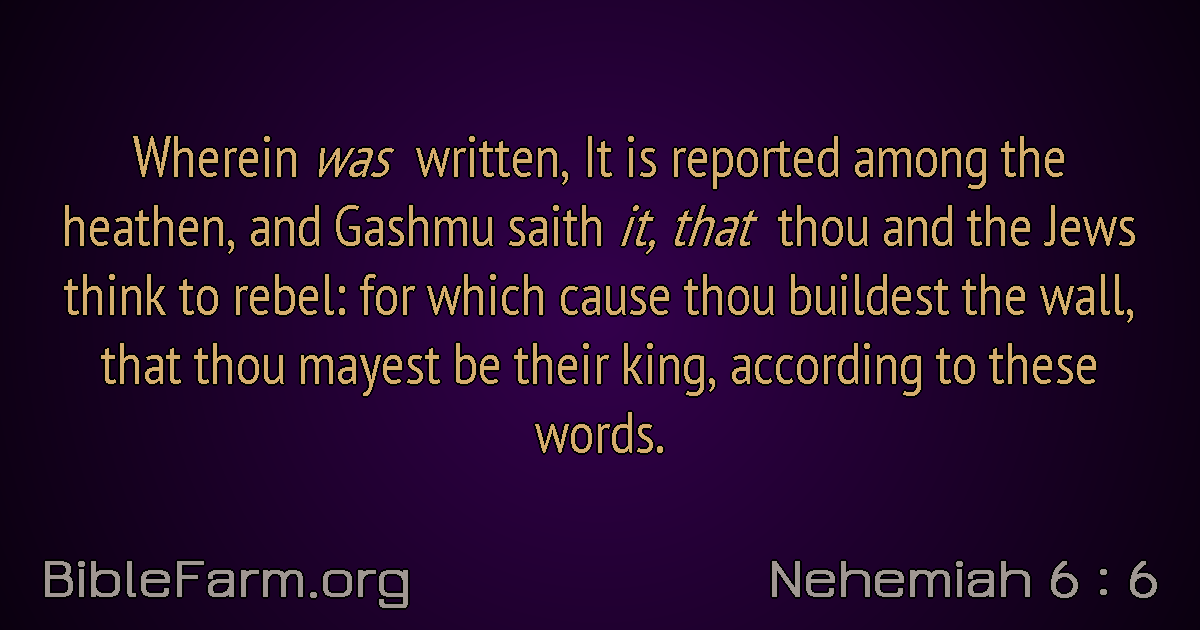 Wherein was written, It is reported among the
heathen, and Gashmu saith it, that thou and the Jews
think to rebel: for which cause thou buildest the wall,
that thou mayest be their king, according to these
words.
BibleFarm.org
Nehemiah 6 : 6